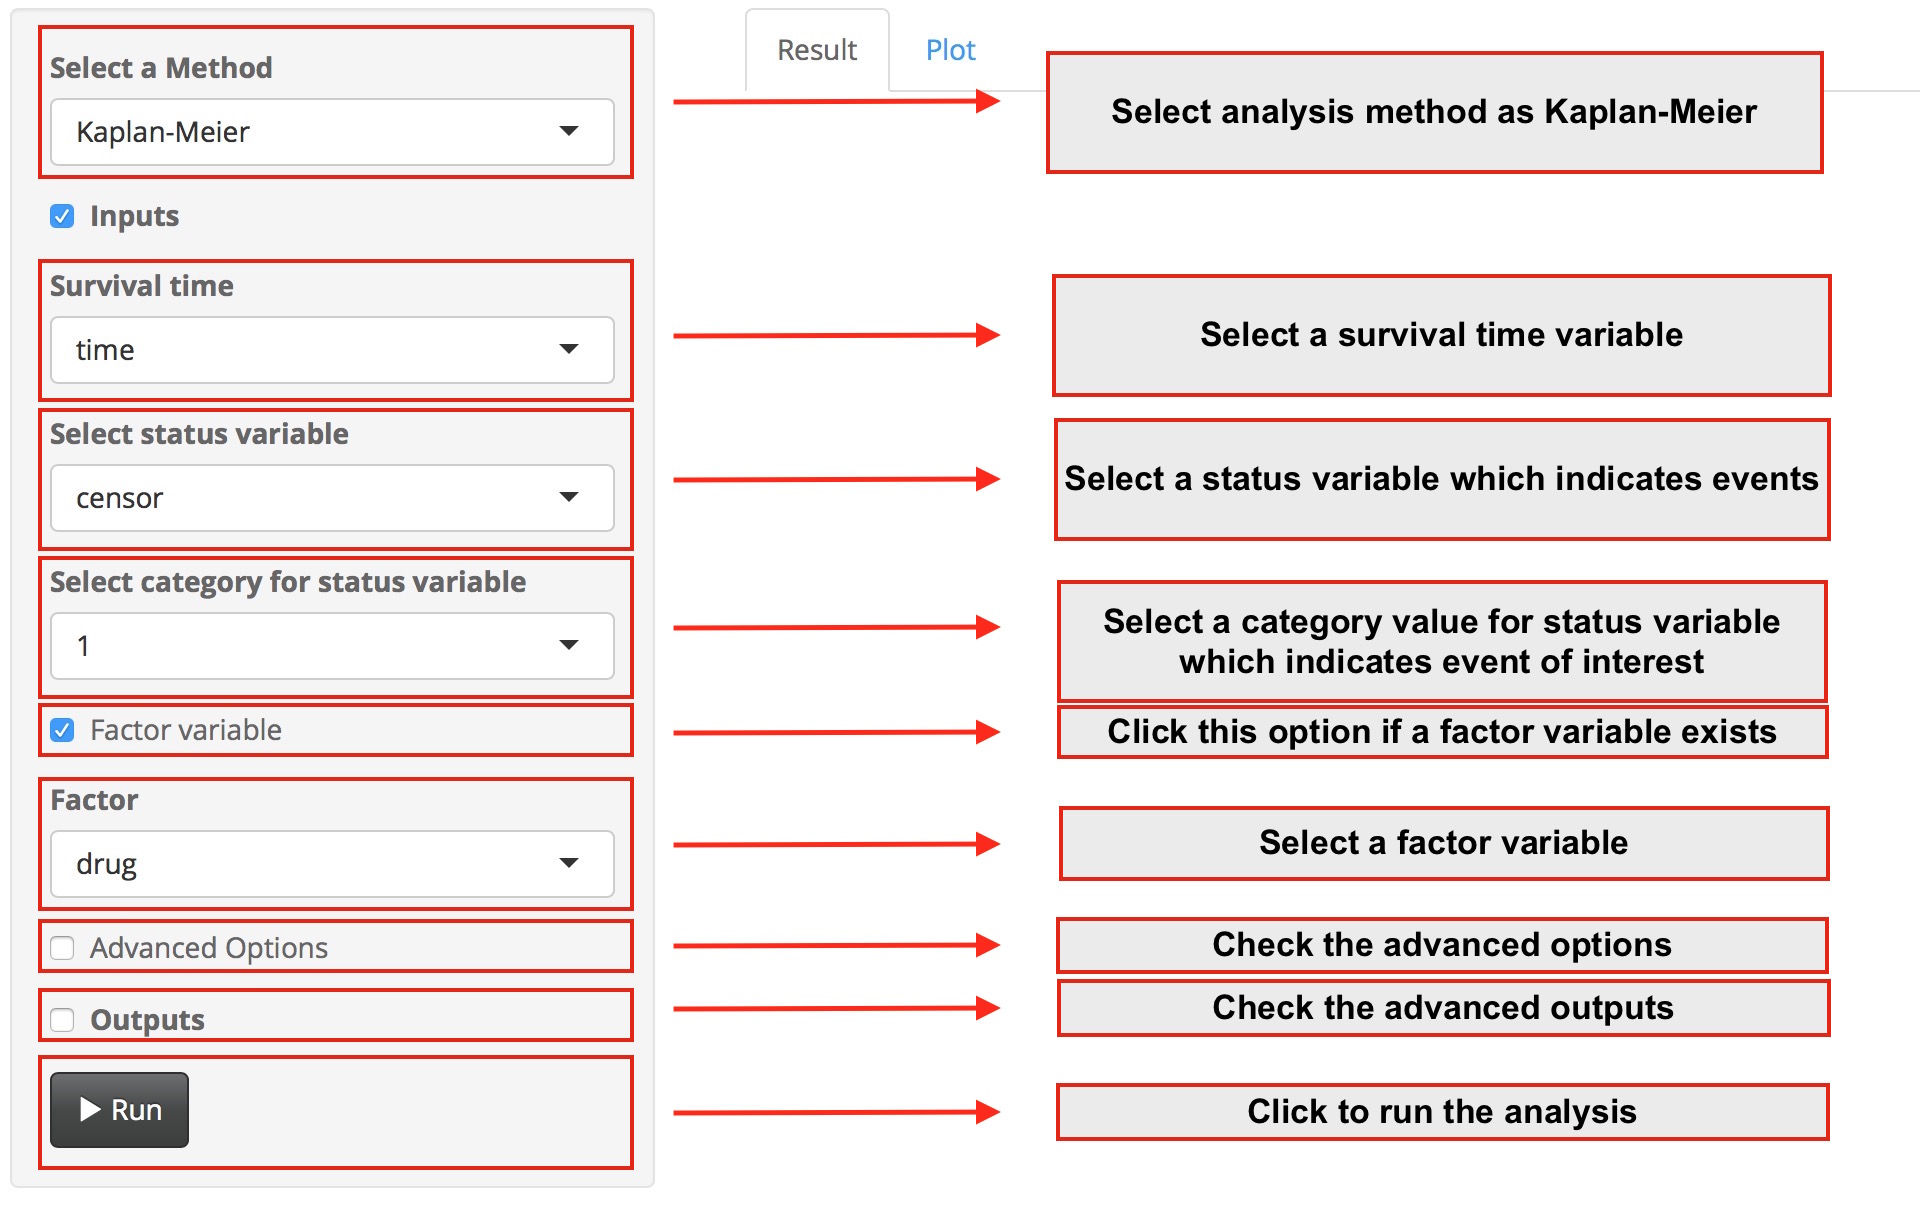 Result
Plot
Select a Method
Kaplan-Meier
Select analysis method as Kaplan-Meier
Inputs
Survival time
time
Select a survival time variable
Select status variable
censor
Select a status variable which indicates events
Select category for status variable
1
Select a category value for status variable
which indicates event of interest
Factor variable
Click this option if a factor variable exists
Factor
drug
Select a factor variable
Advanced Options
Check the advanced options
Outputs
Check the advanced outputs
Run
Click to run the analysis